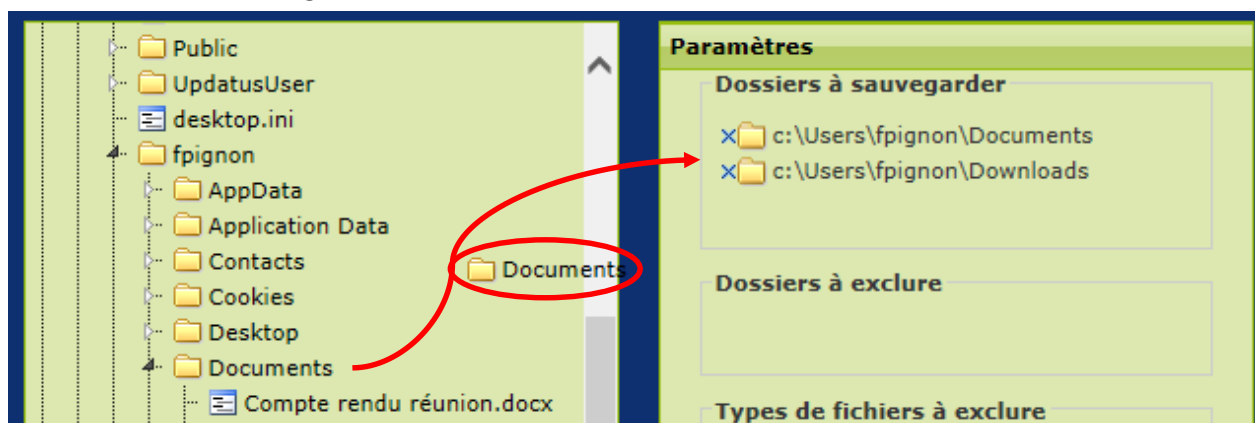 Public
UpdatusUser
desktop.ini
fpignon
AppData
Application Data
Contacts
Cookies
Desktop
Documents
Compte rendu réunion.docx
Documents
Paramètres
Dossiers à sauvegarder
c:\Users\fpignon\Documents
c:\Users\fpignon\Downloads
Dossiers à exclure
Types de fichiers à exclure